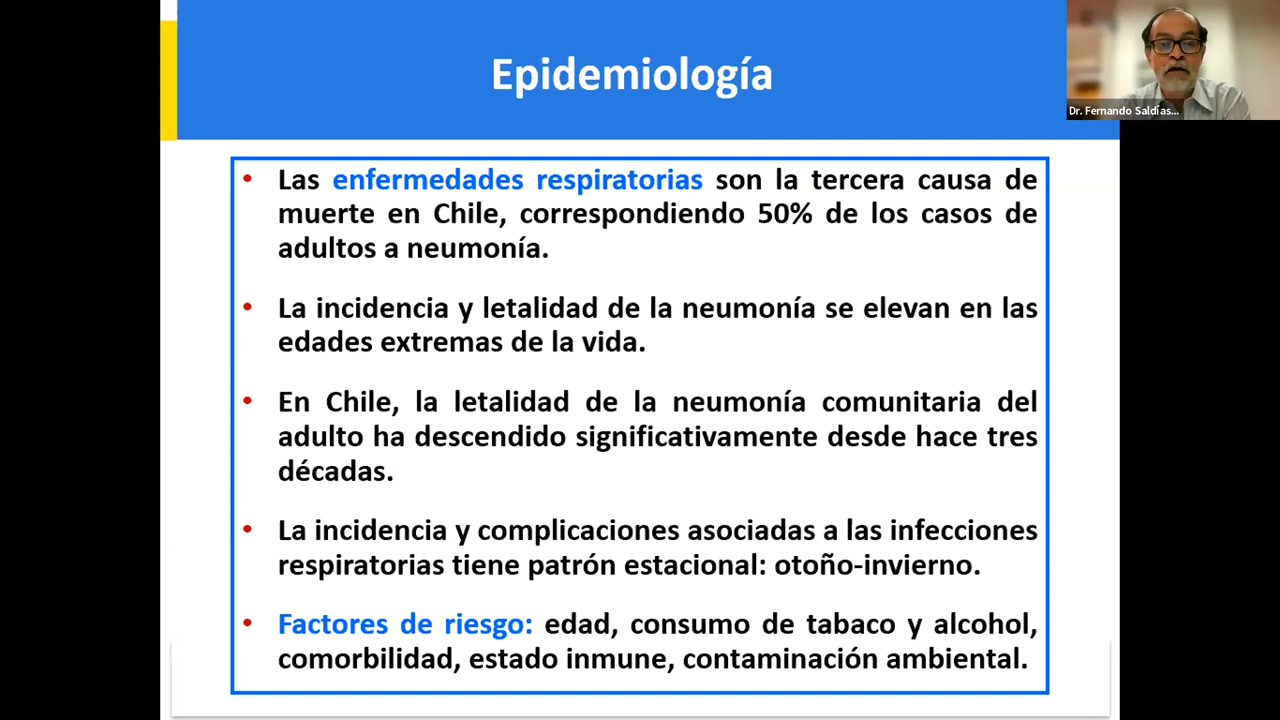 Epidemiología
Dr. Fernando Saldías...
• Las enfermedades respiratorias son la tercera causa de
muerte en Chile, correspondiendo 50% de los casos de
adultos a neumonía.
• La incidencia y letalidad de la neumonía se elevan en las
edades extremas de la vida.
• En Chile, la letalidad de la neumonía comunitaria del
adulto ha descendido significativamente desde hace tres
décadas.
• La incidencia y complicaciones asociadas a las infecciones
respiratorias tiene patrón estacional: otoño-invierno.
• Factores de riesgo: edad, consumo de tabaco y alcohol,
comorbilidad, estado inmune, contaminación ambiental.